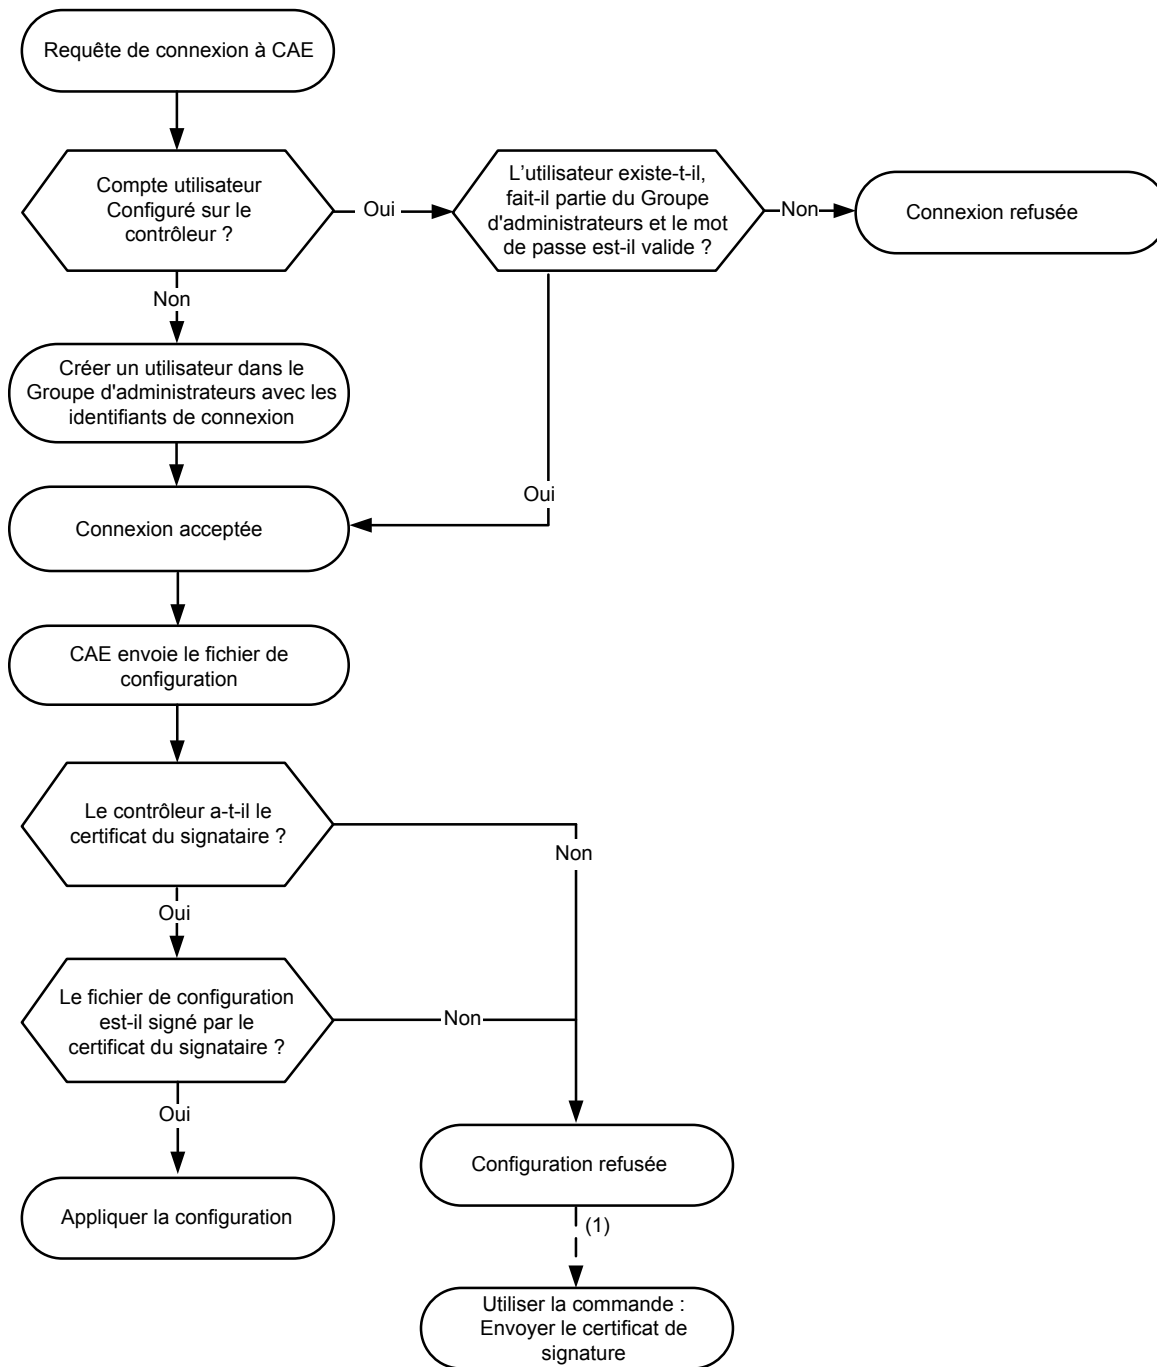 Requête de connexion à CAE
Compte utilisateur
Configuré sur le
contrôleur ?
Oui
L'utilisateur existe-t-il,
fait-il partie du Groupe
d'administrateurs et le mot
de passe est-il valide ?
Non
Connexion refusée
Non
Créer un utilisateur dans le
Groupe d'administrateurs avec les
identifiants de connexion
Oui
Connexion acceptée
CAE envoie le fichier de
configuration
Le contrôleur a-t-il le
certificat du signataire ?
Non
Oui
Le fichier de configuration
est-il signé par le
certificat du signataire ?
Non
Oui
Configuration refusée
Appliquer la configuration
(1)
Utiliser la commande :
Envoyer le certificat de
signature